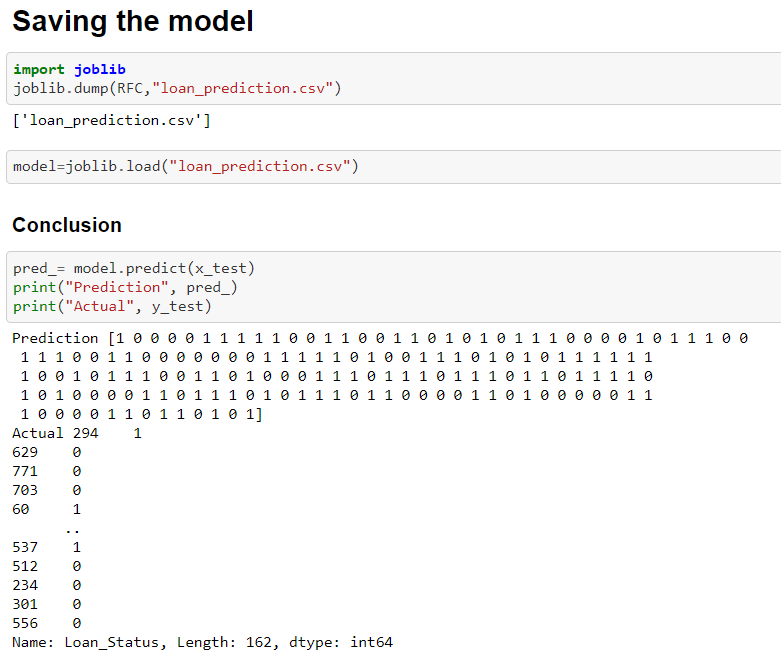 Saving the model
import joblib
joblib.dump(RFC,"loan_prediction.csv")
['loan_prediction.csv']
model=joblib.load("loan_prediction.csv")
Conclusion
pred_= model.predict(x_test)
print("Prediction", pred_)
print("Actual", y_test)
Prediction [1 0 0 0 0 1 1 1 1 1 0 0 1 1 0 0 1 1 0 1 0 1 0 1 1 1 0 0 0 0 1 0 1 1 1 0 0
1 1 1 0 0 1 1 0 0 0 0 0 0 0 1 1 1 1 1 0 1 0 0 1 1 1 0 1 0 1 0 1 1 1 1 1 1
1 0 0 1 0 1 1 1 0 0 1 1 0 1 0 0 0 1 1 1 0 1 1 1 0 1 1 1 0 1 1 0 1 1 1 1 0
1 0 1 0 0 0 0 1 1 0 1 1 1 0 1 0 1 1 1 0 1 1 0 0 0 0 1 1 0 1 0 0 0 0 0 1 1
1 0 0 0 0 1 1 0 1 1 0 1 0 1]
Actual 294    1
629    0
771    0
703    0
60     1
..
537    1
512    0
234    0
301    0
556    0
Name: Loan_Status, Length: 162, dtype: int64